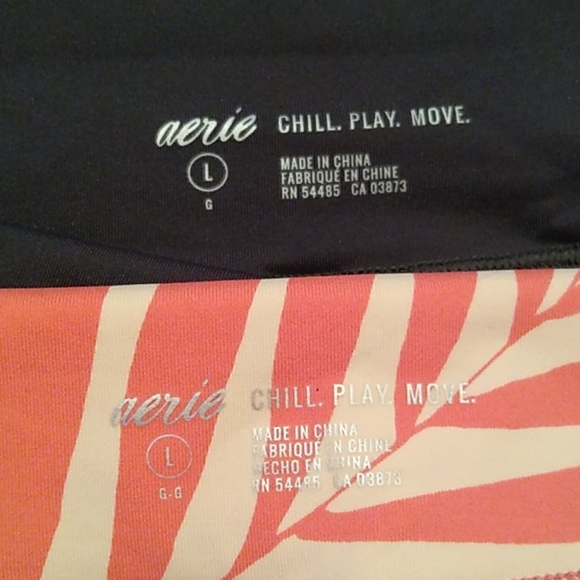 aerie CHILL. PLAY. MOVE.
L
G
MADE IN CHINA
FABRIQUÉ EN CHINE
RN 54485 CA 03873
aerie CHILL. PLAY. MOVE.
L
G-G
MADE IN CHINA
FABRIQUÉ EN CHINE
HECHO EN CHINA
RN 54485 CA 03873